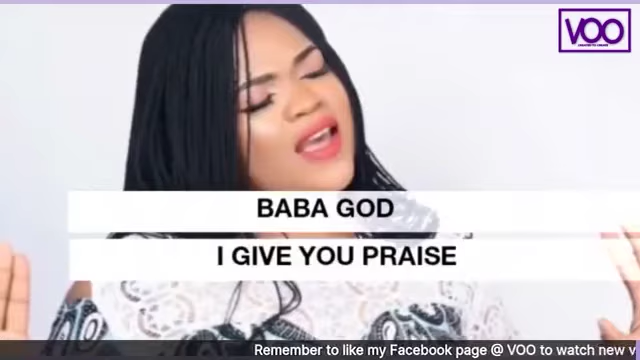 VOO
BABA GOD
I GIVE YOU PRAISE
Remember to like my Facebook page @ VOO to watch new v